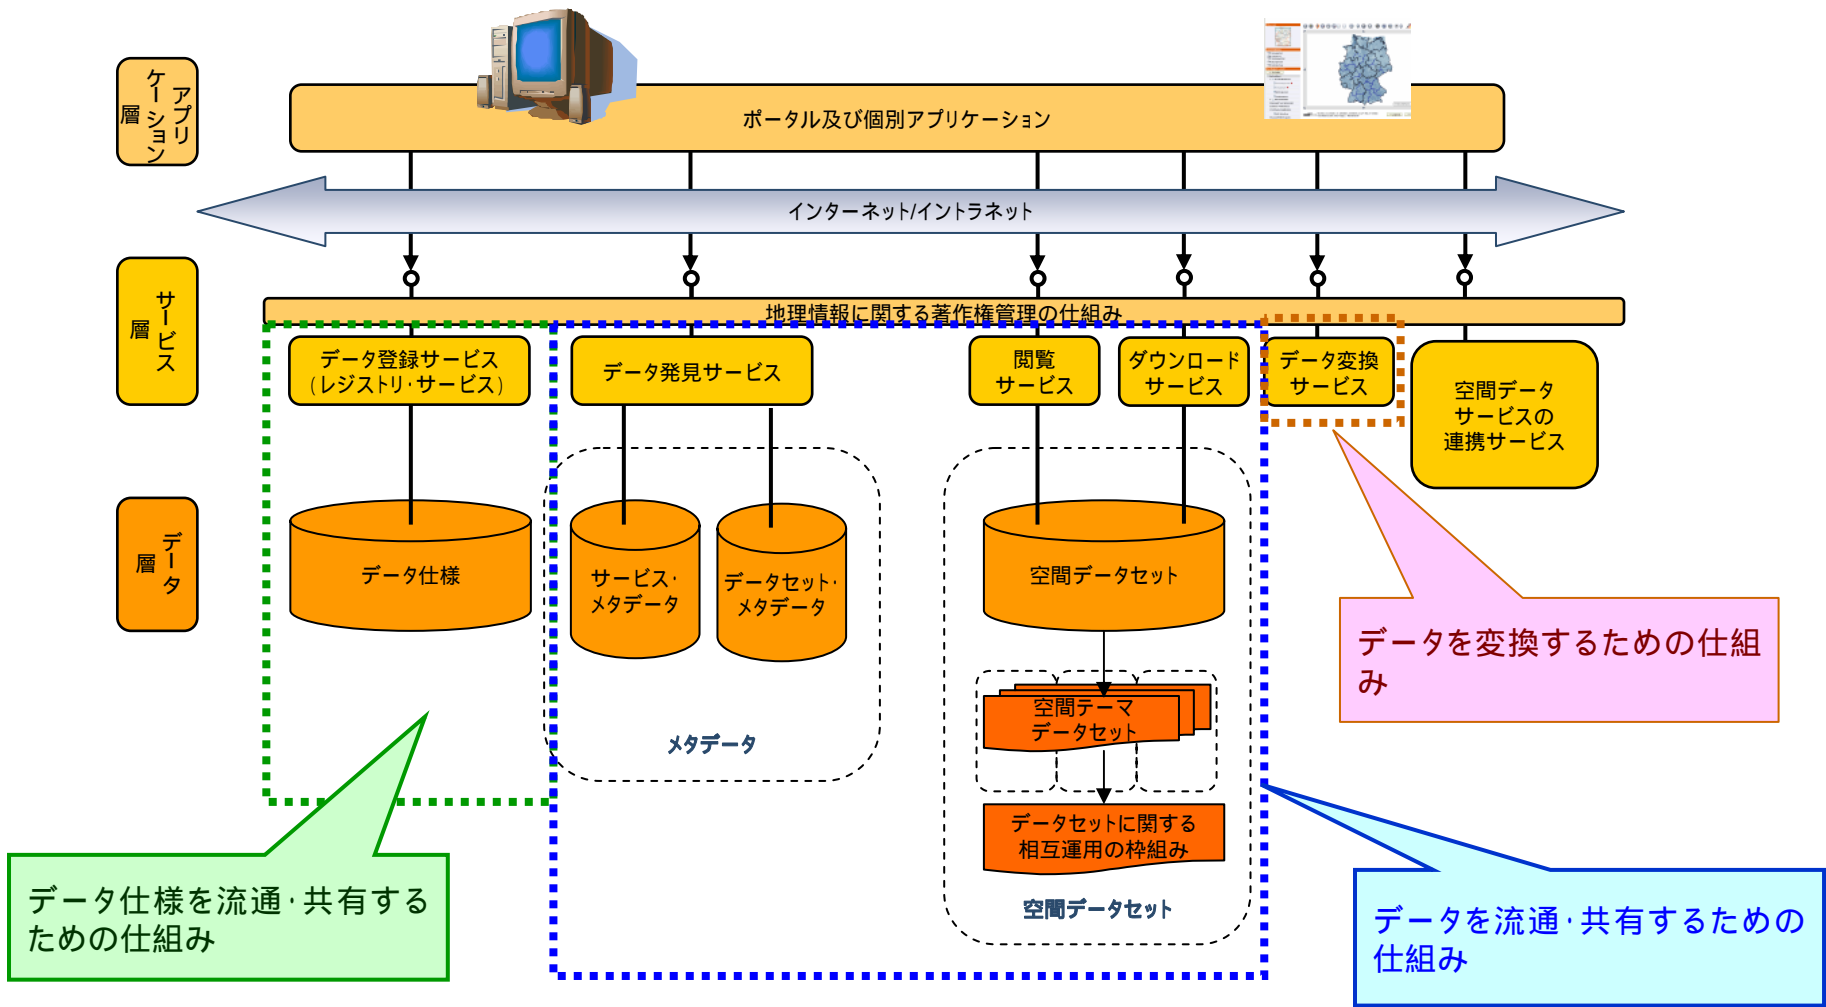 アプリ
ケーション
層
ポータル及び個別アプリケーション
インターネット/イントラネット
サービス
層
地理情報に関する著作権管理の仕組み
データ登録サービス
(レジストリ・サービス)
データ発見サービス
閲覧
サービス
ダウンロード
サービス
データ変換
サービス
空間データ
サービスの
連携サービス
データ
層
データ仕様
サービス・
メタデータ
データセット・
メタデータ
空間データセット
メタデータ
空間テーマ
データセット
データセットに関する
相互運用の枠組み
空間データセット
データを変換するための仕組
み
データ仕様を流通・共有する
ための仕組み
データを流通・共有するための
仕組み